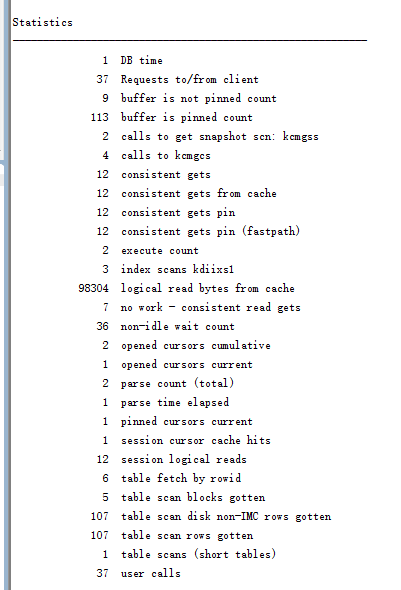 Statistics
1 DB time
37 Requests to/from client
9 buffer is not pinned count
113 buffer is pinned count
2 calls to get snapshot scn: kcmgss
4 calls to kcmgcs
12 consistent gets
12 consistent gets from cache
12 consistent gets pin
12 consistent gets pin (fastpath)
2 execute count
3 index scans kdiixs1
98304 logical read bytes from cache
7 no work - consistent read gets
36 non-idle wait count
2 opened cursors cumulative
1 opened cursors current
2 parse count (total)
1 parse time elapsed
1 pinned cursors current
1 session cursor cache hits
12 session logical reads
6 table fetch by rowid
5 table scan blocks gotten
107 table scan disk non-IMC rows gotten
107 table scan rows gotten
1 table scans (short tables)
37 user calls